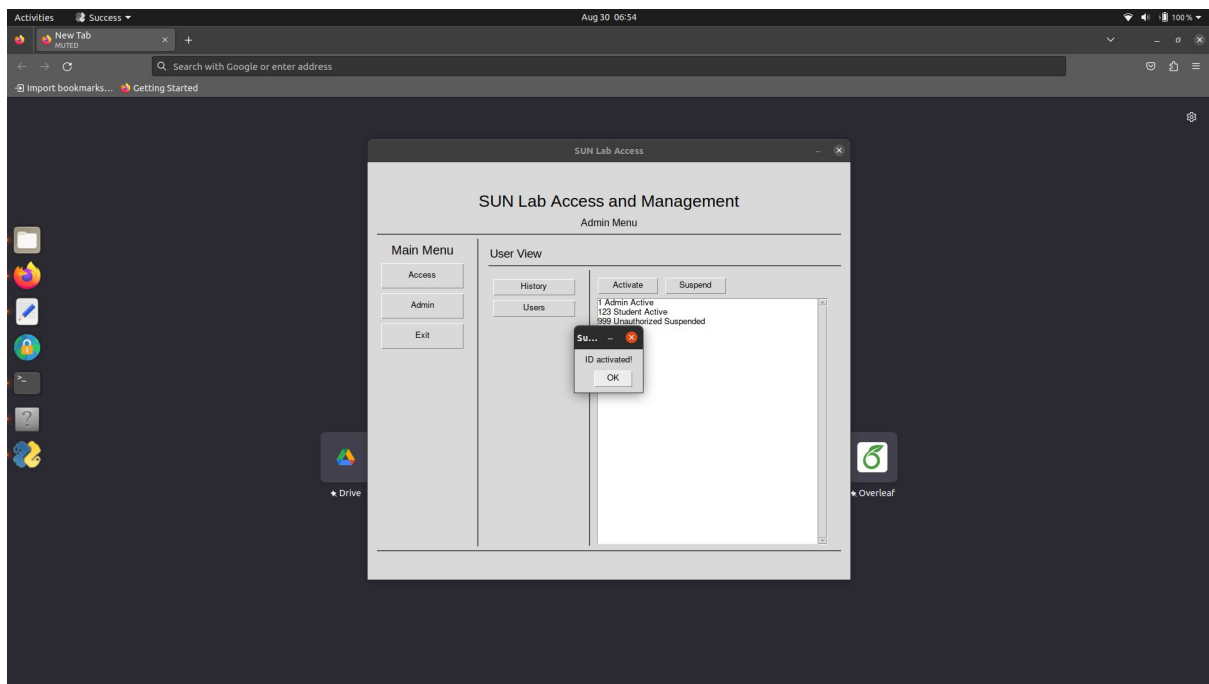 Activities Success Aug 30 06:54 100 %
New Tab
MUTED
Search with Google or enter address
Import bookmarks... Getting Started
SUN Lab Access
SUN Lab Access and Management
Admin Menu
Main Menu
Access
Admin
Exit
User View
History
Users
Activate Suspend
1 Admin Active
123 Student Active
999 Unauthorized Suspended
Su...
ID activated!
OK
Drive
Overleaf